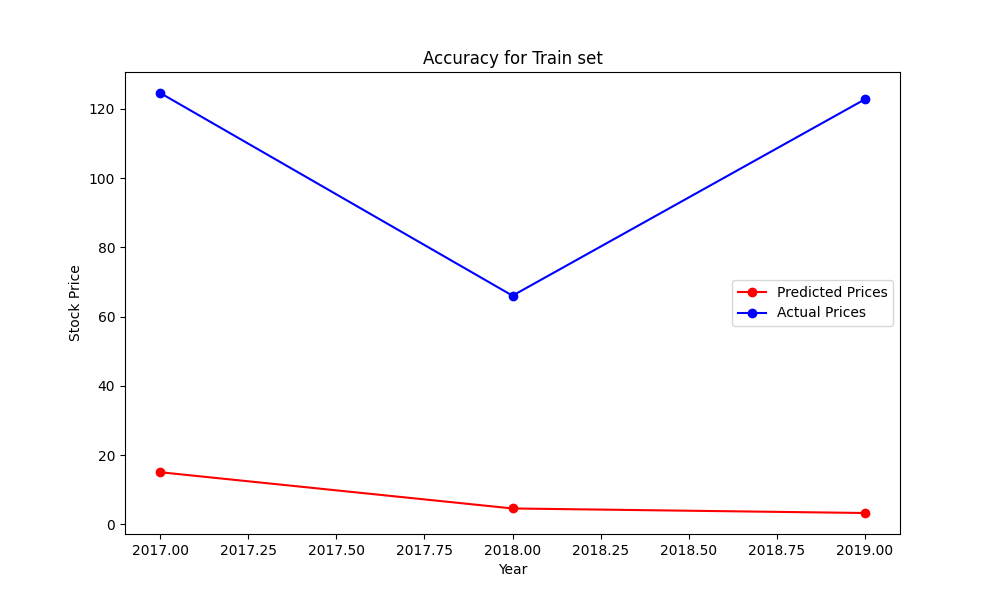 Accuracy for Train set
120
100
80
60
40
20
0
Stock Price
Predicted Prices
Actual Prices
2017.00 2017.25 2017.50 2017.75 2018.00 2018.25 2018.50 2018.75 2019.00
Year